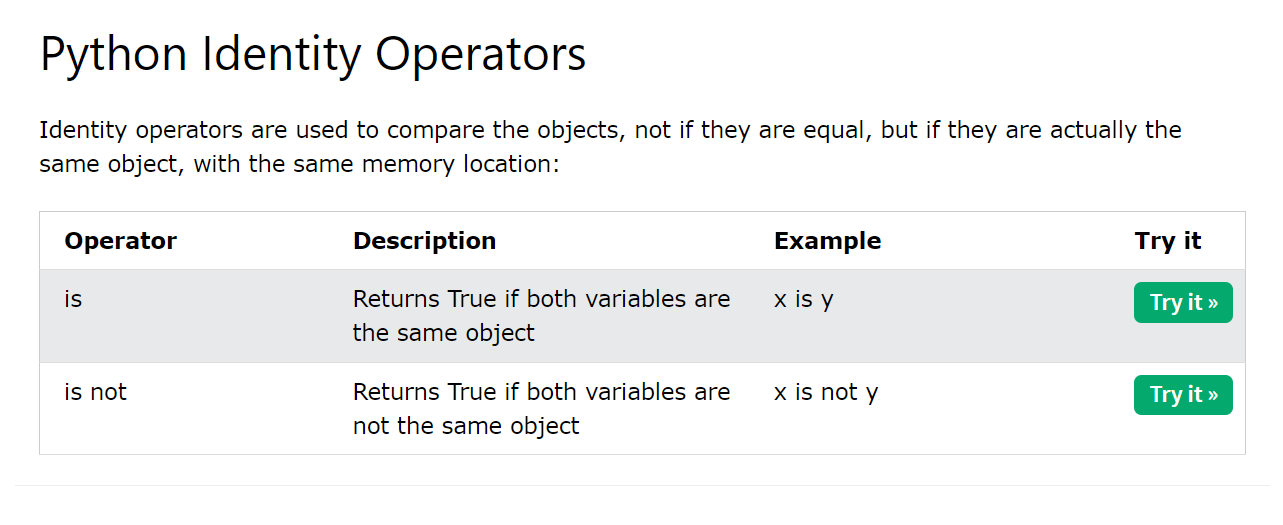 Python Identity Operators
Identity operators are used to compare the objects, not if they are equal, but if they are actually the
same object, with the same memory location:
Operator Description Example Try it
is Returns True if both variables are x is y Try it »
the same object
is not Returns True if both variables are x is not y Try it »
not the same object